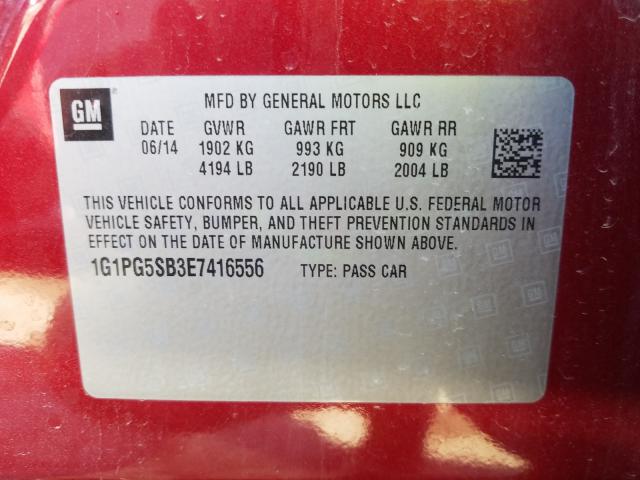 GM
MFD BY GENERAL MOTORS LLC
DATE GVWR GAWR FRT GAWR RR
06/14 1902 KG 993 KG 909 KG
4194 LB 2190 LB 2004 LB
THIS VEHICLE CONFORMS TO ALL APPLICABLE U.S. FEDERAL MOTOR
VEHICLE SAFETY, BUMPER, AND THEFT PREVENTION STANDARDS IN
EFFECT ON THE DATE OF MANUFACTURE SHOWN ABOVE.
1G1PG5SB3E7416556 TYPE: PASS CAR